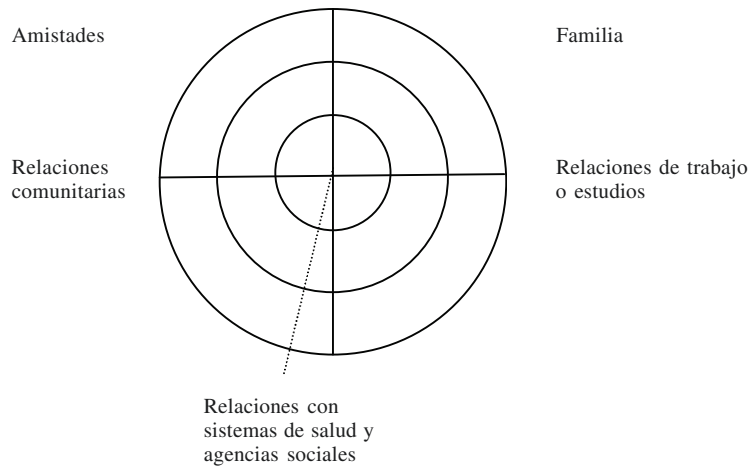 Amistades
Familia
Relaciones
comunitarias
Relaciones de trabajo
o estudios
Relaciones con
sistemas de salud y
agencias sociales